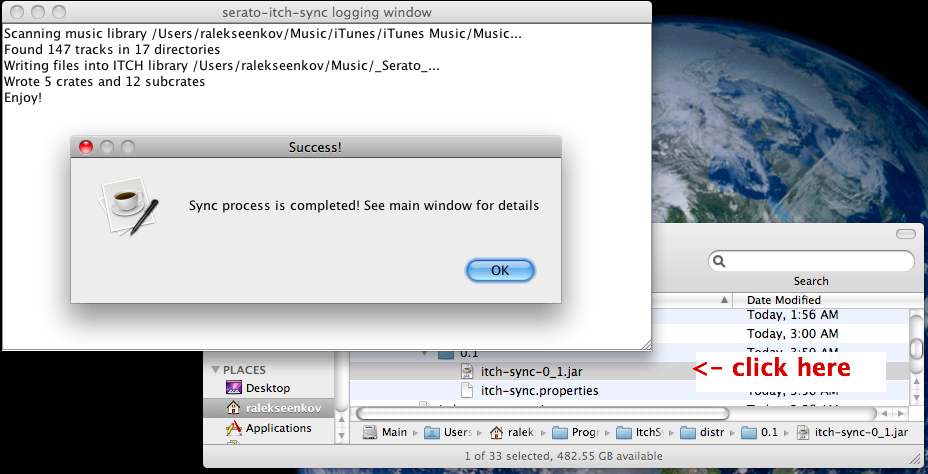 serato-itch-sync logging window
Scanning music library /Users/ralekseenkov/Music/iTunes/iTunes Music/Music...
Found 147 tracks in 17 directories
Writing files into ITCH library /Users/ralekseenkov/Music/_Serato_...
Wrote 5 crates and 12 subcrates
Enjoy!
Success!
Sync process is completed! See main window for details
OK
Search
Date Modified
Today, 1:56 AM
Today, 3:00 AM
0.1
itch-sync-0_1.jar
<- click here
itch-sync.properties
PLACES
Desktop
ralekseenkov
Applications
Main
Users
ralek
Progr
ItchSy
distr
0.1
itch-sync-0_1.jar
1 of 33 selected, 482.55 GB available